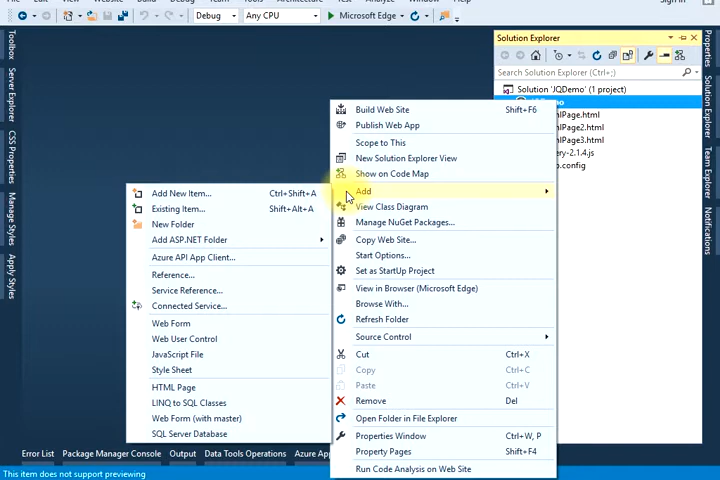 Debug
Any CPU
Microsoft Edge
Solution Explorer
Search Solution Explorer (Ctrl+;)
Solution 'JQDemo' (1 project)
Page.html
Page2.html
Page3.html
ry-2.1.4.js
.config
Toolbox
Server Explorer
CSS Properties
Manage Styles
Apply Styles
Properties
Solution Explorer
Team Explorer
Notifications
Build Web Site Shift+F6
Publish Web App
Scope to This
New Solution Explorer View
Show on Code Map
Add
View Class Diagram
Manage NuGet Packages...
Copy Web Site...
Start Options...
Set as StartUp Project
View in Browser (Microsoft Edge)
Browse With...
Refresh Folder
Source Control
Cut Ctrl+X
Copy Ctrl+C
Paste Ctrl+V
Remove Del
Open Folder in File Explorer
Properties Window Ctrl+W, P
Property Pages Shift+F4
Run Code Analysis on Web Site
Add New Item... Ctrl+Shift+A
Existing Item... Shift+Alt+A
New Folder
Add ASP.NET Folder
Azure API App Client...
Reference...
Service Reference...
Connected Service...
Web Form
Web User Control
JavaScript File
Style Sheet
HTML Page
LINQ to SQL Classes
Web Form (with master)
SQL Server Database
Error List Package Manager Console Output Data Tools Operations Azure App
This item does not support previewing